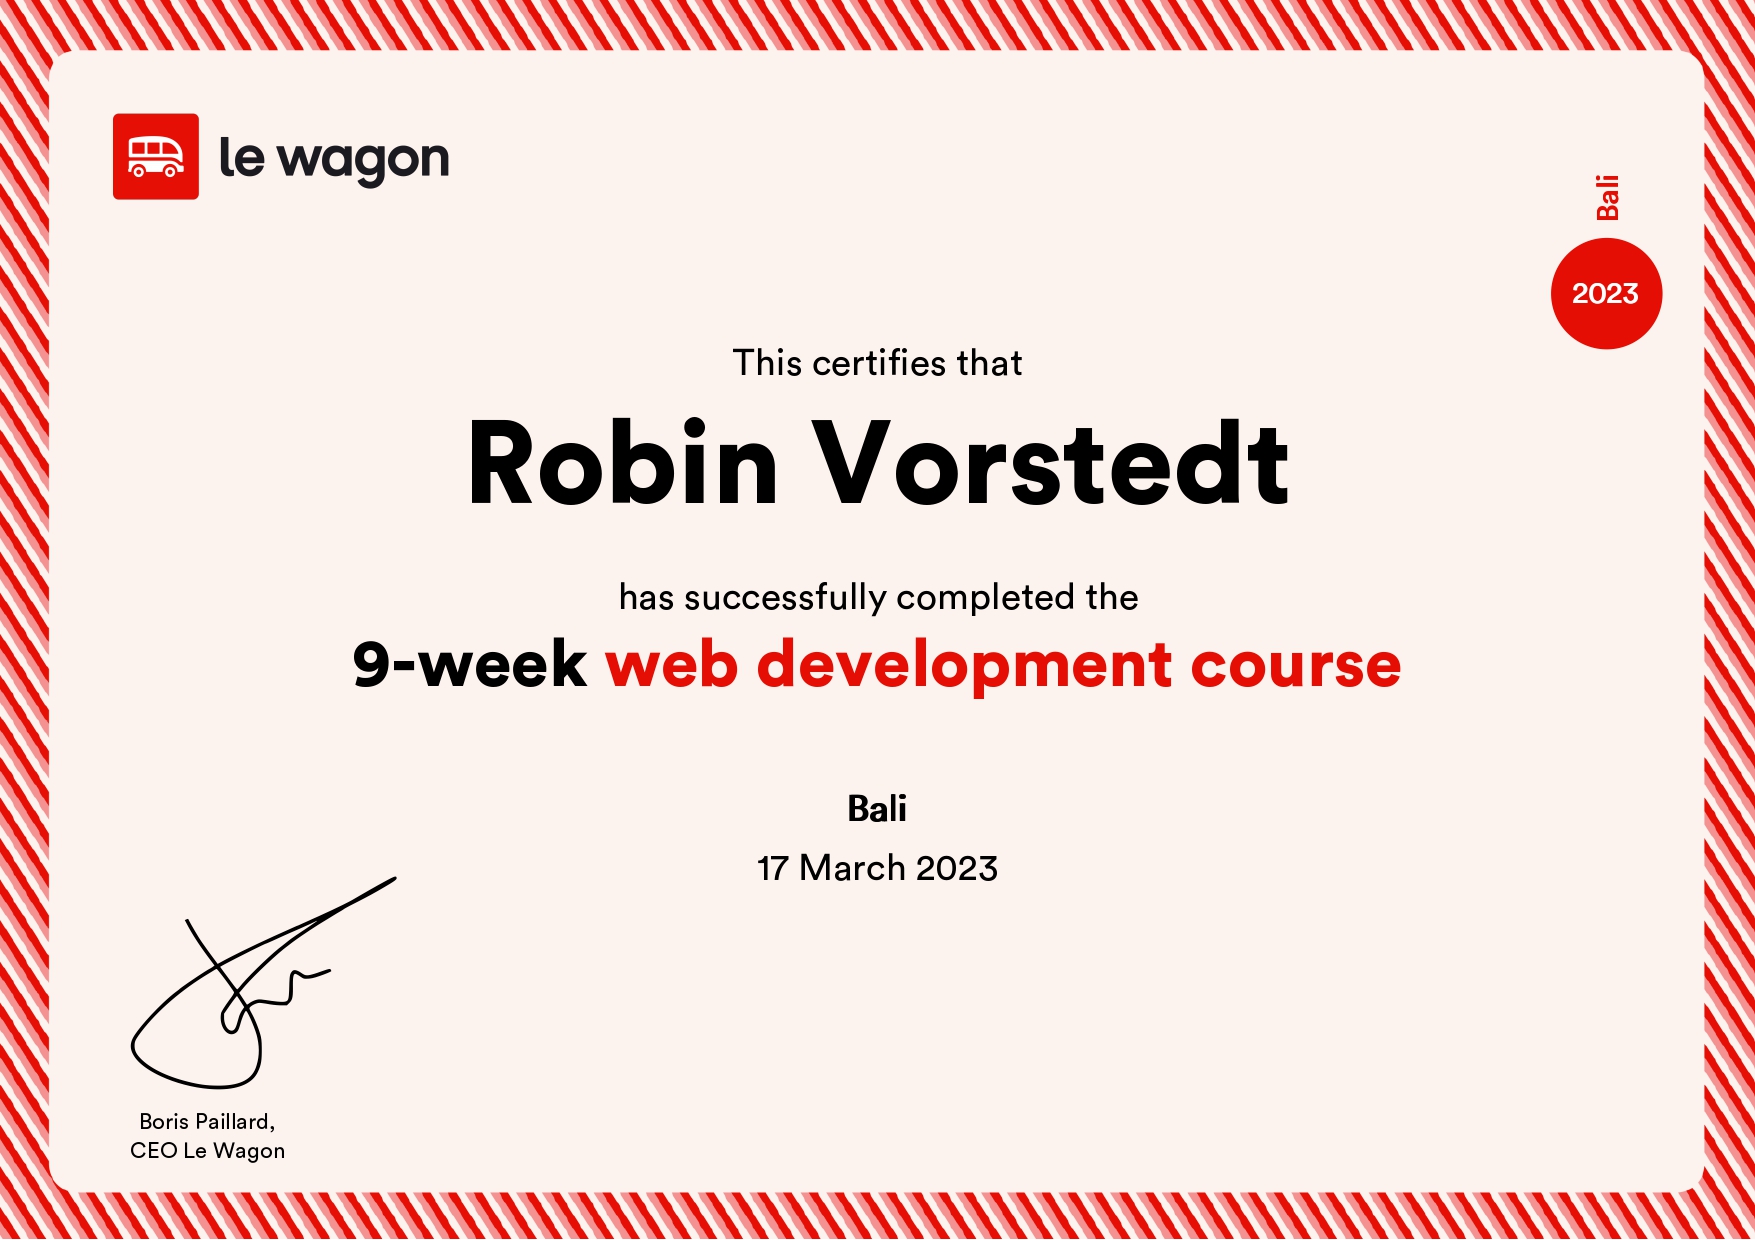 le wagon
Bali
2023
This certifies that
Robin Vorstedt
has successfully completed the
9-week web development course
Bali
17 March 2023
Boris Paillard,
CEO Le Wagon